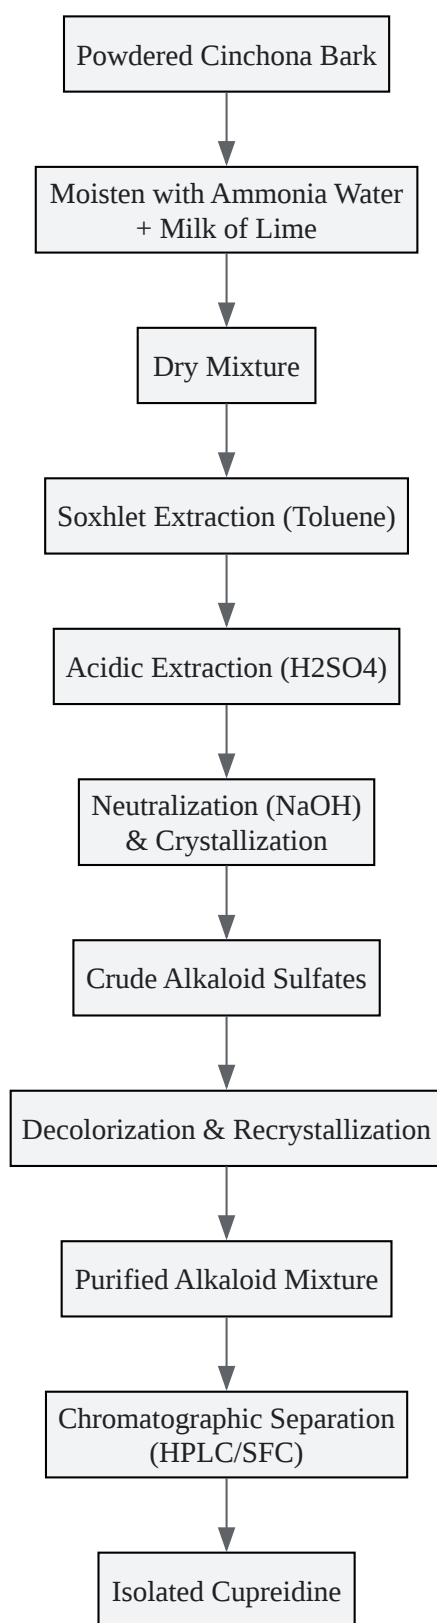 Powdered Cinchona Bark
Moisten with Ammonia Water
+ Milk of Lime
Dry Mixture
Soxhlet Extraction (Toluene)
Acidic Extraction (H2SO4)
Neutralization (NaOH)
& Crystallization
Crude Alkaloid Sulfates
Decolorization & Recrystallization
Purified Alkaloid Mixture
Chromatographic Separation
(HPLC/SFC)
Isolated Cupreidine